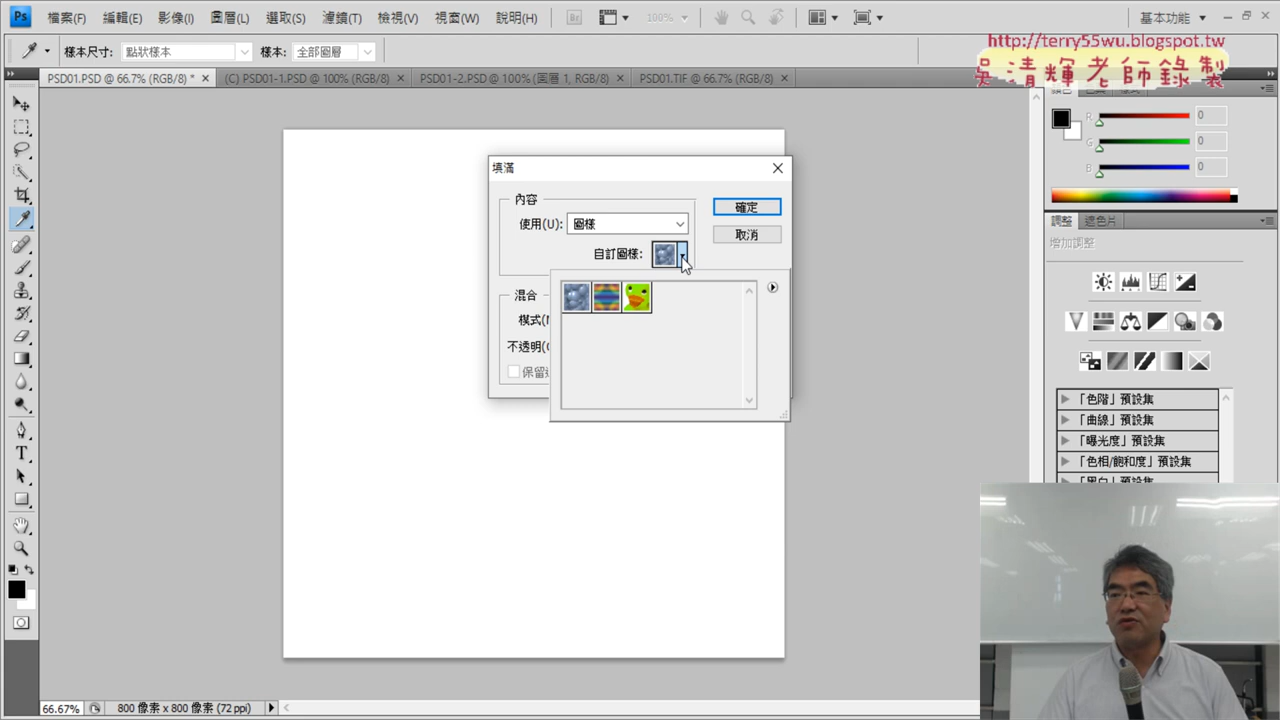 Ps 檔案(F) 編輯(E) 影像(I) 圖層(L) 選取(S) 濾鏡(T) 檢視(V) 視窗(W) 說明(H) Br 100% 基本功能
http://terry55wu.blogspot.tw
吳清輝老師錄製
樣本尺寸: 點狀樣本 樣本: 全部圖層
PSD01.PSD @ 66.7% (RGB/8) * (C) PSD01-1.PSD @ 100% (RGB/8) PSD01-2.PSD @ 100% (圖層 1, RGB/8) PSD01.TIF @ 66.7% (RGB/8)
R 0
G 0
B 0
填滿
內容
使用(U): 圖樣
自訂圖樣:
確定
取消
混合
模式(
不透明(
調整 遮色片
增加調整
「色階」預設集
「曲線」預設集
「曝光度」預設集
「色相/飽和度」預設集
66.67% 800 像素 x 800 像素 (72 ppi)